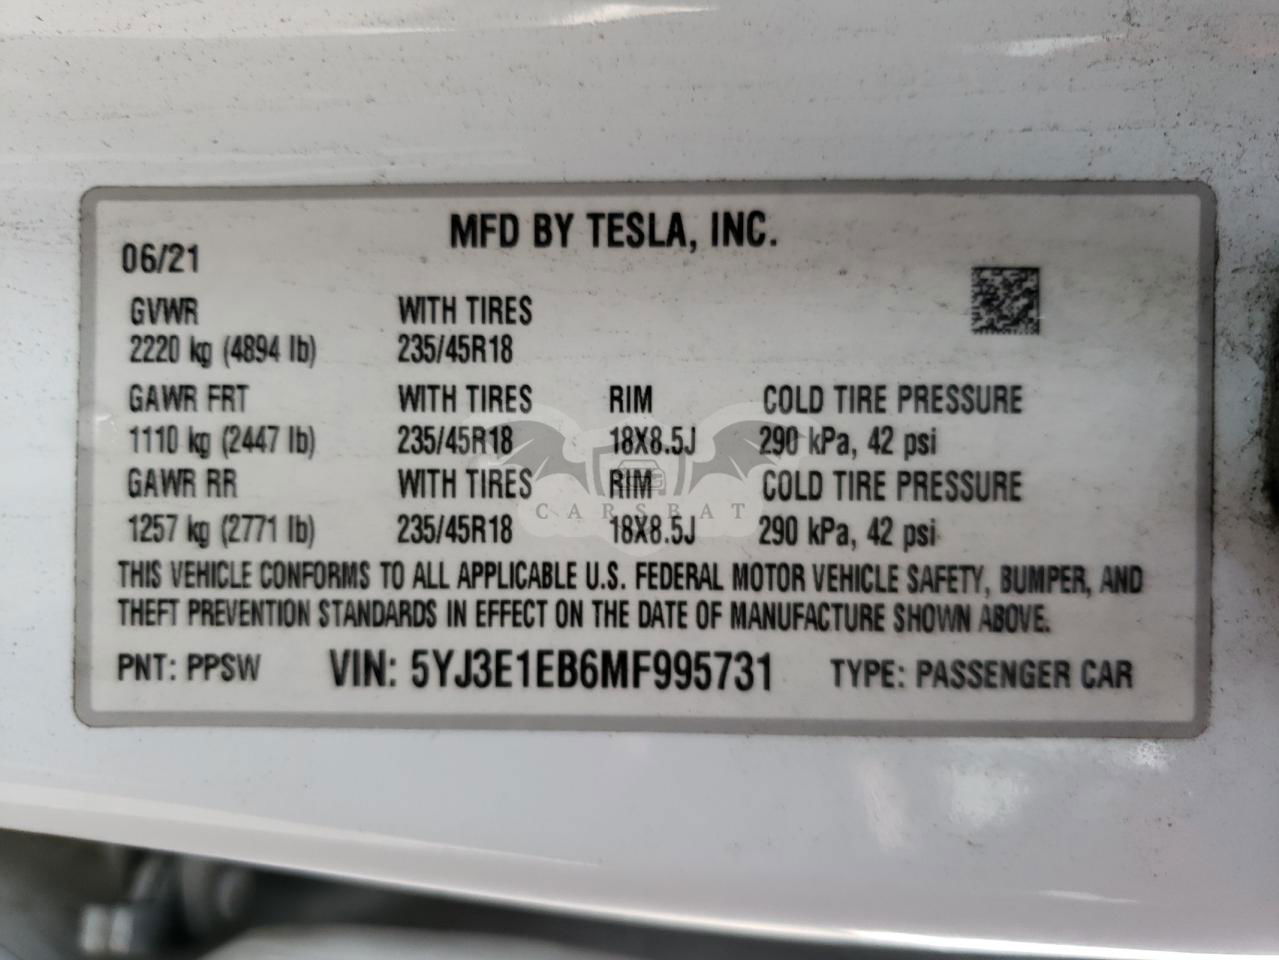 MFD BY TESLA, INC.
06/21
GVWR WITH TIRES
2220 kg (4894 lb) 235/45R18
GAWR FRT WITH TIRES RIM COLD TIRE PRESSURE
1110 kg (2447 lb) 235/45R18 18X8.5J 290 kPa, 42 psi
GAWR RR WITH TIRES RIM COLD TIRE PRESSURE
CARSBAT
1257 kg (2771 lb) 235/45R18 18X8.5J 290 kPa, 42 psi
THIS VEHICLE CONFORMS TO ALL APPLICABLE U.S. FEDERAL MOTOR VEHICLE SAFETY, BUMPER, AND
THEFT PREVENTION STANDARDS IN EFFECT ON THE DATE OF MANUFACTURE SHOWN ABOVE.
PNT: PPSW VIN: 5YJ3E1EB6MF995731 TYPE: PASSENGER CAR